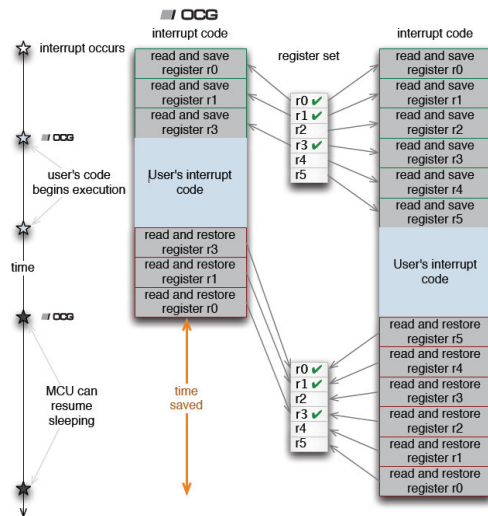 OCG
interrupt code
interrupt occurs
read and save
register r0
read and save
register r1
read and save
register r3
OCG
user's code
begins execution
User's interrupt
code
time
read and restore
register r3
read and restore
register r1
read and restore
register r0
OCG
MCU can
resume
sleeping
time
saved
register set
r0 ✔
r1 ✔
r2
r3 ✔
r4
r5
r0 ✔
r1 ✔
r2
r3 ✔
r4
r5
interrupt code
read and save
register r0
read and save
register r1
read and save
register r2
read and save
register r3
read and save
register r4
read and save
register r5
User's interrupt
code
read and restore
register r5
read and restore
register r4
read and restore
register r3
read and restore
register r2
read and restore
register r1
read and restore
register r0